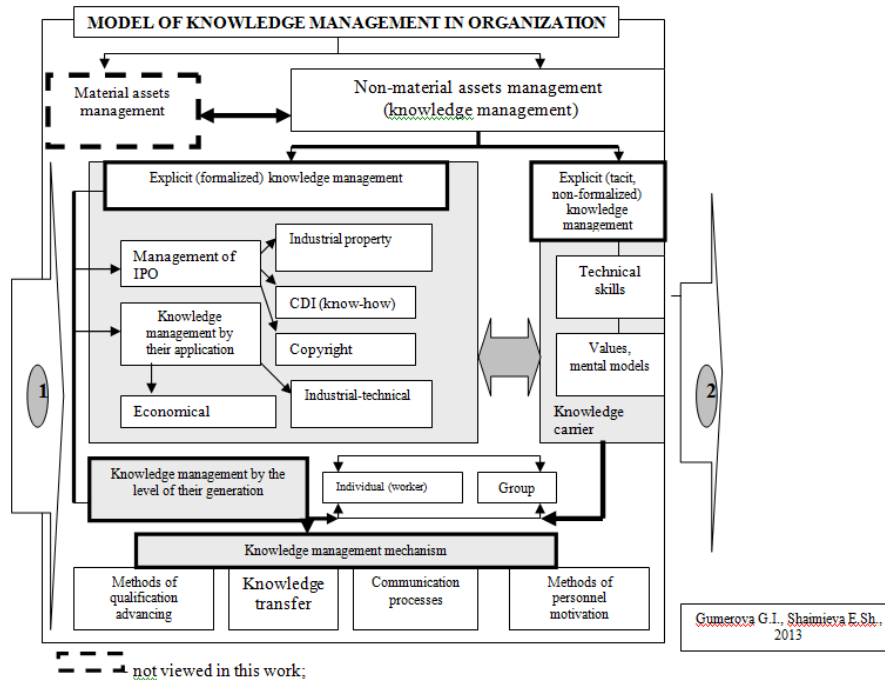 MODEL OF KNOWLEDGE MANAGEMENT IN ORGANIZATION
Material assets
management
Non-material assets management
(knowledge management)
Explicit (formalized) knowledge management
Explicit (tacit,
non-formalized)
knowledge
management
Management of
IPO
Industrial property
CDI (know-how)
Knowledge
management by
their application
Copyright
Economical
Industrial-technical
Technical
skills
Values,
mental models
Knowledge
carrier
1
2
Knowledge management by the
level of their generation
Individual (worker)
Group
Knowledge management mechanism
Methods of
qualification
advancing
Knowledge
transfer
Communication
processes
Methods of
personnel
motivation
Gumerova G.I., Shaimieva E.Sh.,
2013
- not viewed in this work;